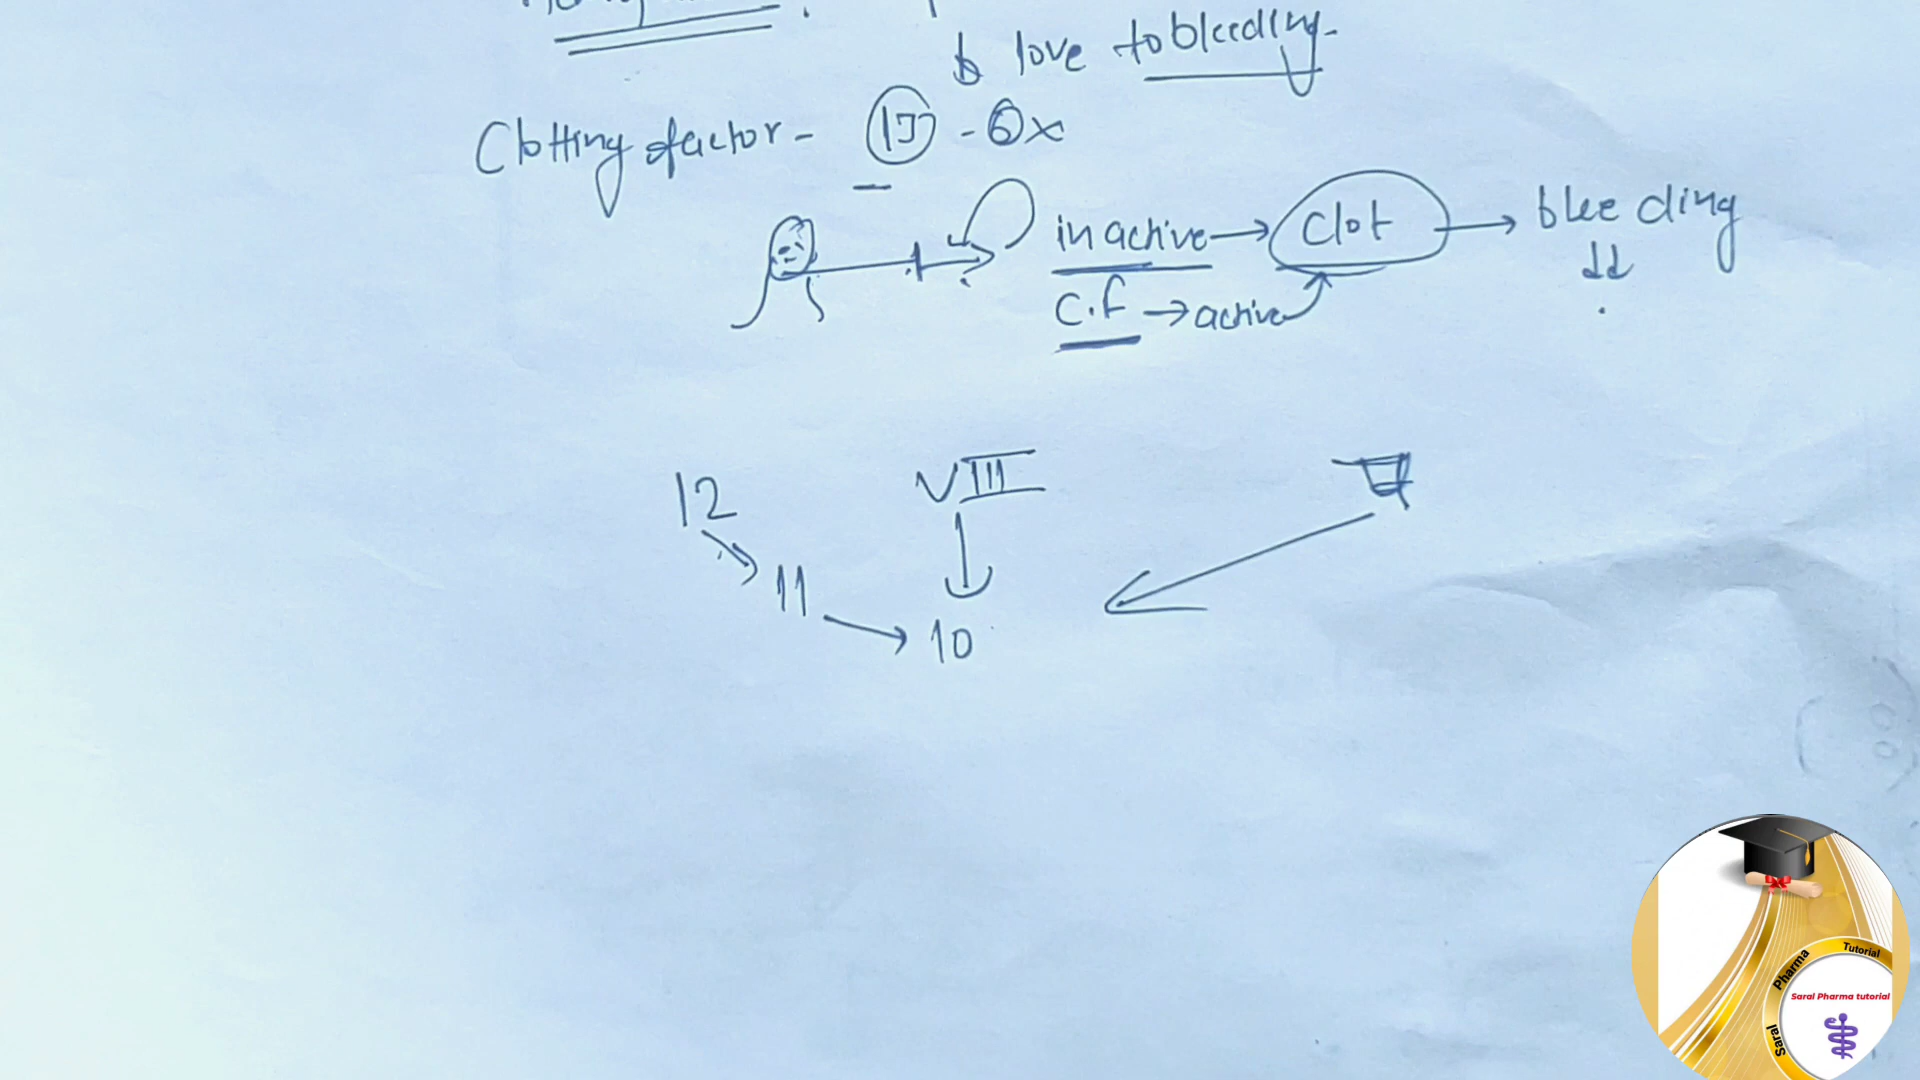 love to bleeding.
Clotting factor - 13 - 6x
inactive → Clot → bleeding
C.f → active
12 VIII
11
10
Saral Pharma Tutorial
Saral Pharma tutorial